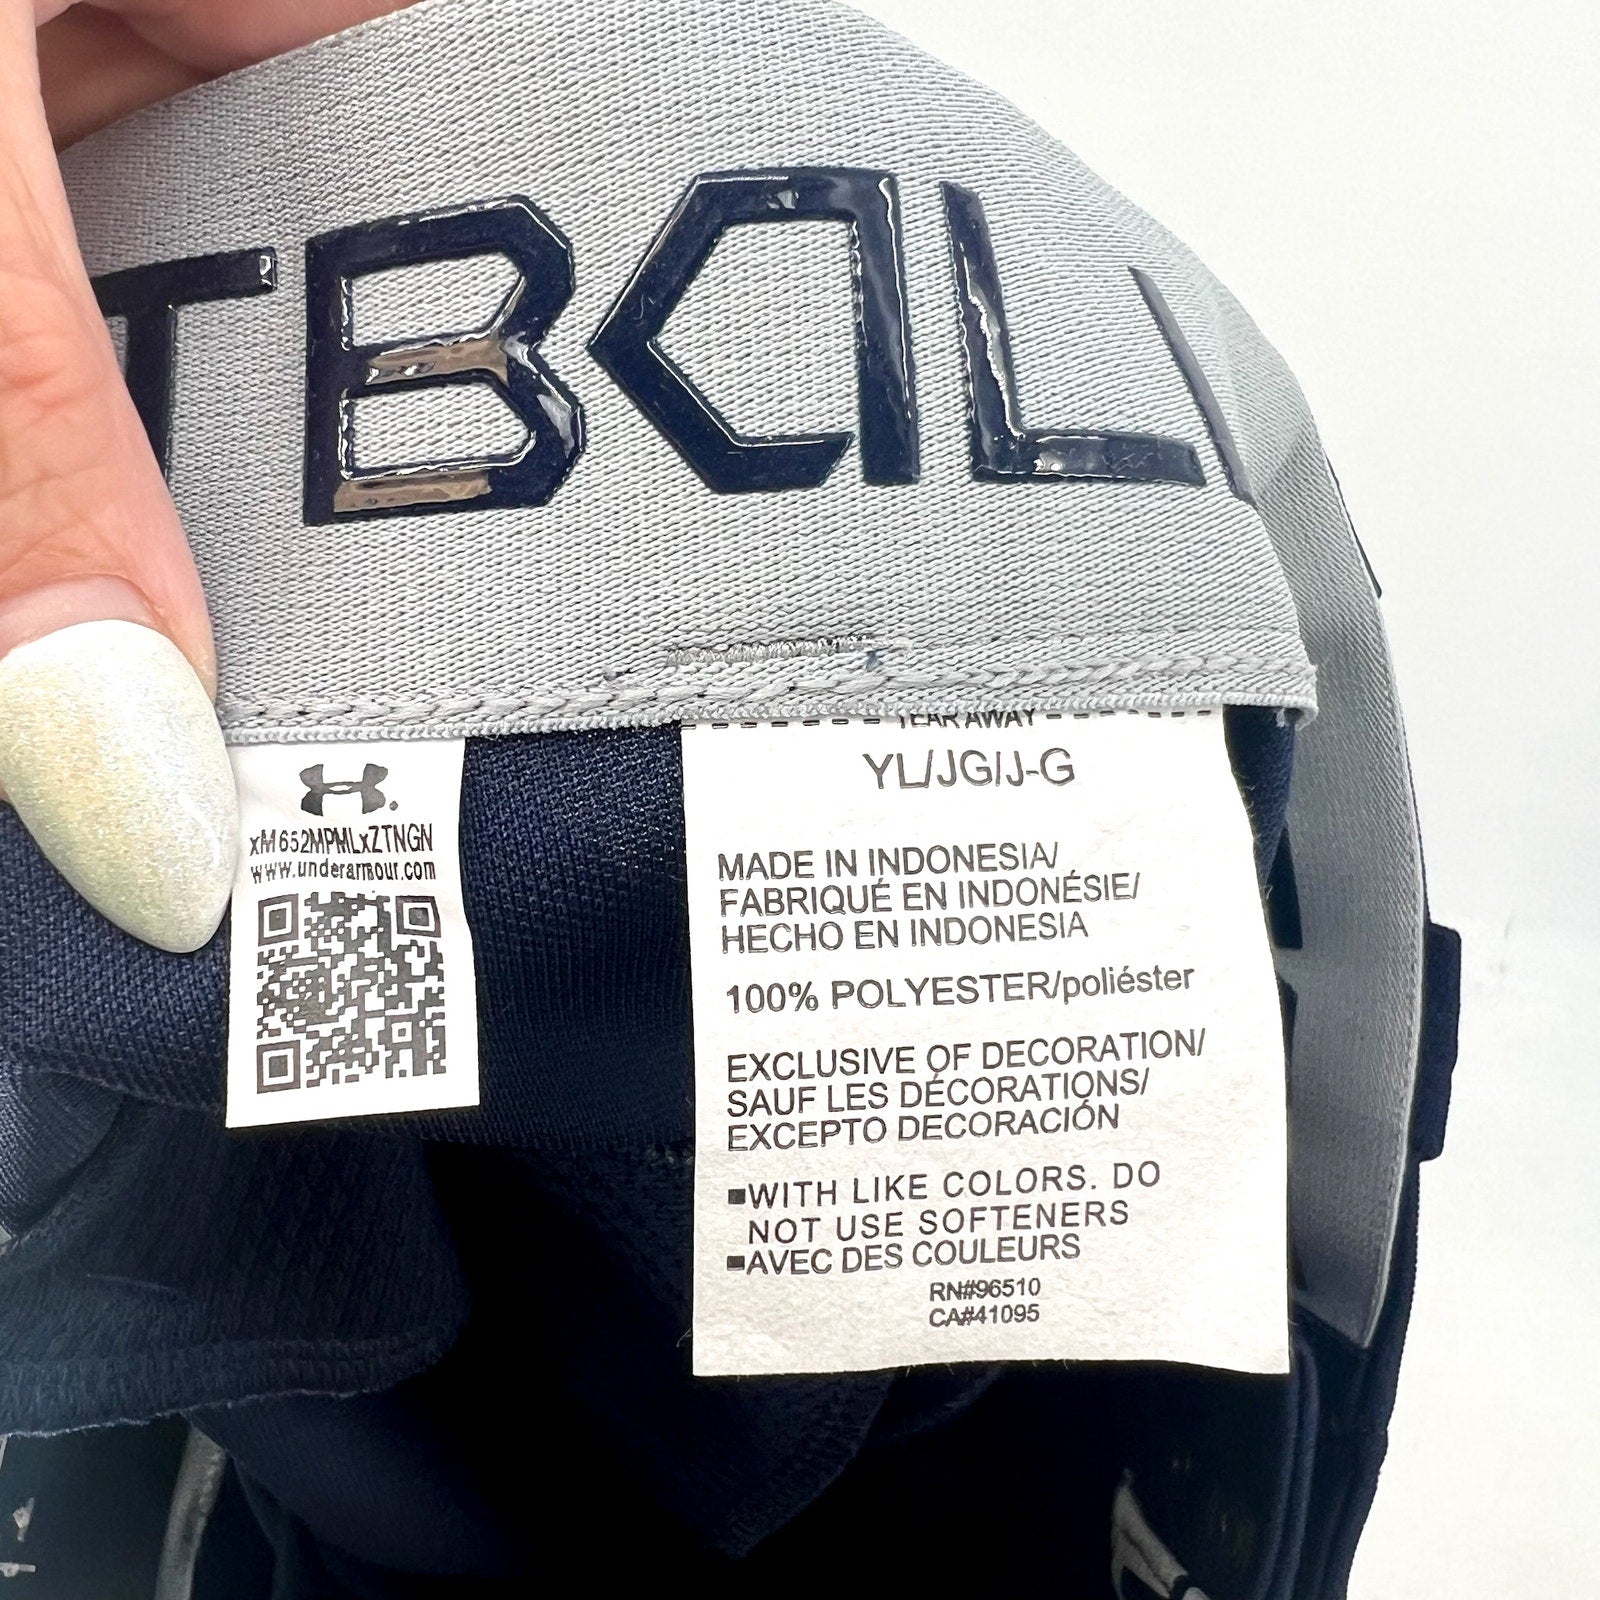 TBALL
TEAR AWAY
YL/JG/J-G
MADE IN INDONESIA/
FABRIQUÉ EN INDONÉSIE/
HECHO EN INDONESIA
100% POLYESTER/poliéster
EXCLUSIVE OF DECORATION/
SAUF LES DÉCORATIONS/
EXCEPTO DECORACIÓN
■WITH LIKE COLORS. DO
NOT USE SOFTENERS
■AVEC DES COULEURS
RN#96510
CA#41095
xM652MPMLxZTNGN
www.underarmour.com